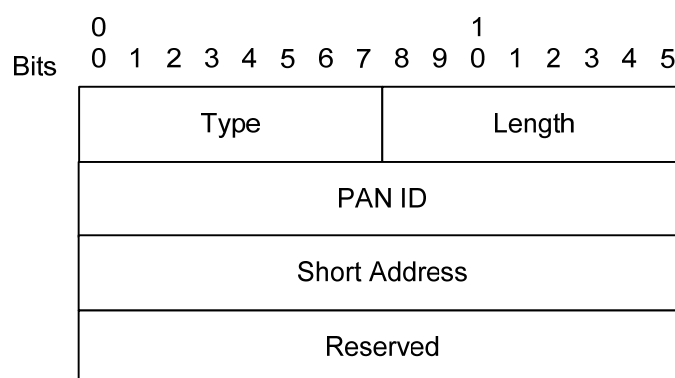 0 1
Bits 0 1 2 3 4 5 6 7 8 9 0 1 2 3 4 5
Type Length
PAN ID
Short Address
Reserved